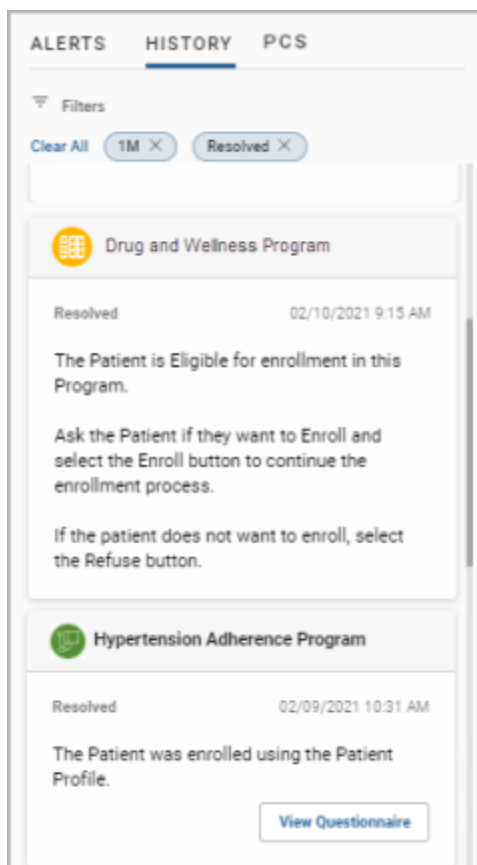 ALERTS HISTORY PCS
Filters
Clear All 1M × Resolved ×
Drug and Wellness Program
Resolved 02/10/2021 9:15 AM
The Patient is Eligible for enrollment in this
Program.
Ask the Patient if they want to Enroll and
select the Enroll button to continue the
enrollment process.
If the patient does not want to enroll, select
the Refuse button.
Hypertension Adherence Program
Resolved 02/09/2021 10:31 AM
The Patient was enrolled using the Patient
Profile.
View Questionnaire